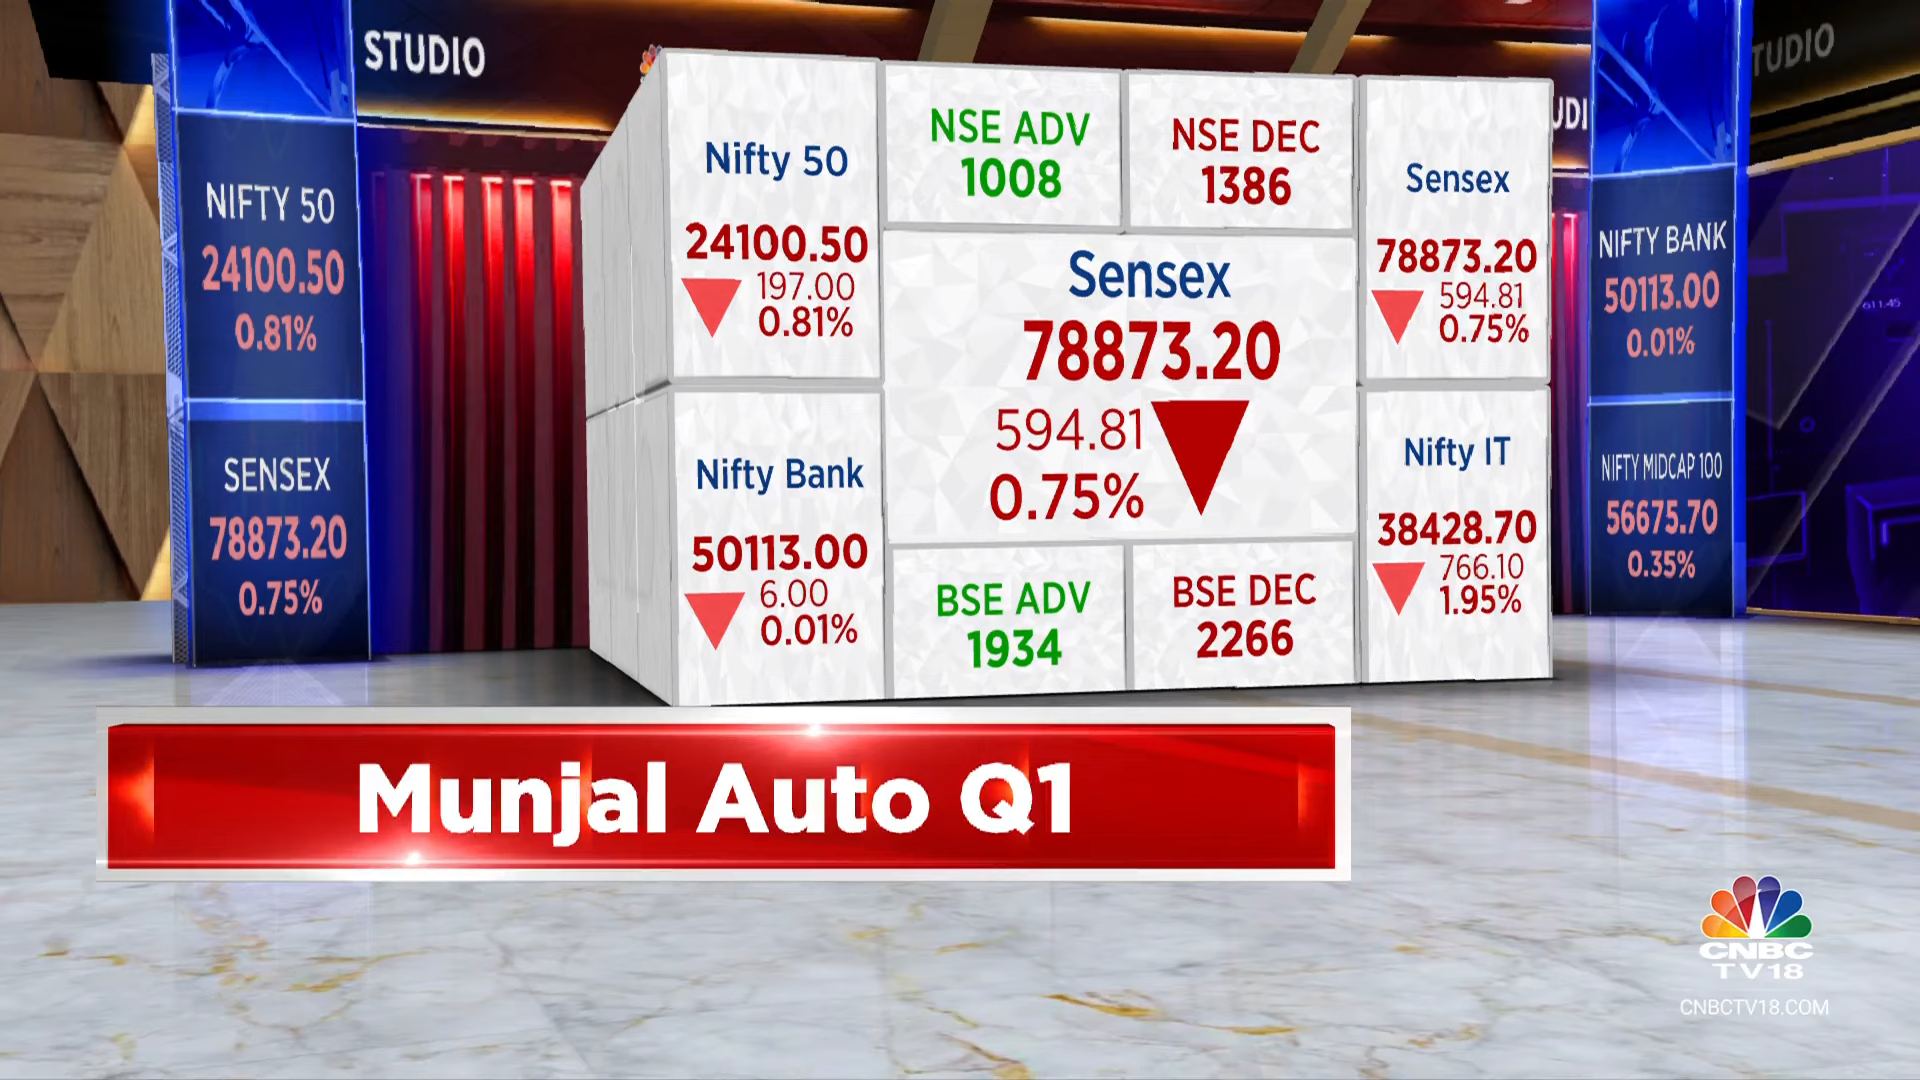 STUDIO
TUDIO
UDI
NIFTY 50
24100.50
0.81%
SENSEX
78873.20
0.75%
Nifty 50
24100.50
197.00
0.81%
Nifty Bank
50113.00
6.00
0.01%
NSE ADV
1008
NSE DEC
1386
Sensex
78873.20
594.81
0.75%
BSE ADV
1934
BSE DEC
2266
Sensex
78873.20
594.81
0.75%
Nifty IT
38428.70
766.10
1.95%
NIFTY BANK
50113.00
0.01%
NIFTY MIDCAP 100
56675.70
0.35%
611.45
Munjal Auto Q1
CNBC
TV18
CNBCTV18.COM